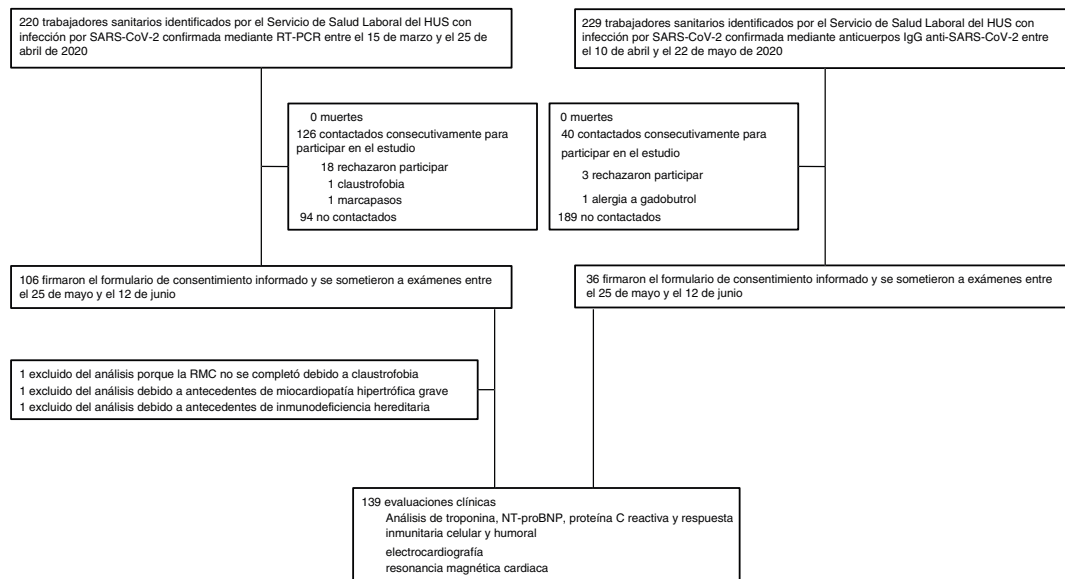 220 trabajadores sanitarios identificados por el Servicio de Salud Laboral del HUS con
infección por SARS-CoV-2 confirmada mediante RT-PCR entre el 15 de marzo y el 25 de
abril de 2020
229 trabajadores sanitarios identificados por el Servicio de Salud Laboral del HUS con
infección por SARS-CoV-2 confirmada mediante anticuerpos IgG anti-SARS-CoV-2 entre
el 10 de abril y el 22 de mayo de 2020
0 muertes
126 contactados consecutivamente para
participar en el estudio
18 rechazaron participar
1 claustrofobia
1 marcapasos
94 no contactados
0 muertes
40 contactados consecutivamente para
participar en el estudio
3 rechazaron participar
1 alergia a gadobutrol
189 no contactados
106 firmaron el formulario de consentimiento informado y se sometieron a exámenes entre
el 25 de mayo y el 12 de junio
36 firmaron el formulario de consentimiento informado y se sometieron a exámenes entre
el 25 de mayo y el 12 de junio
1 excluido del análisis porque la RMC no se completó debido a claustrofobia
1 excluido del análisis debido a antecedentes de miocardiopatía hipertrófica grave
1 excluido del análisis debido a antecedentes de inmunodeficiencia hereditaria
139 evaluaciones clínicas
Análisis de troponina, NT-proBNP, proteína C reactiva y respuesta
inmunitaria celular y humoral
electrocardiografía
resonancia magnética cardiaca